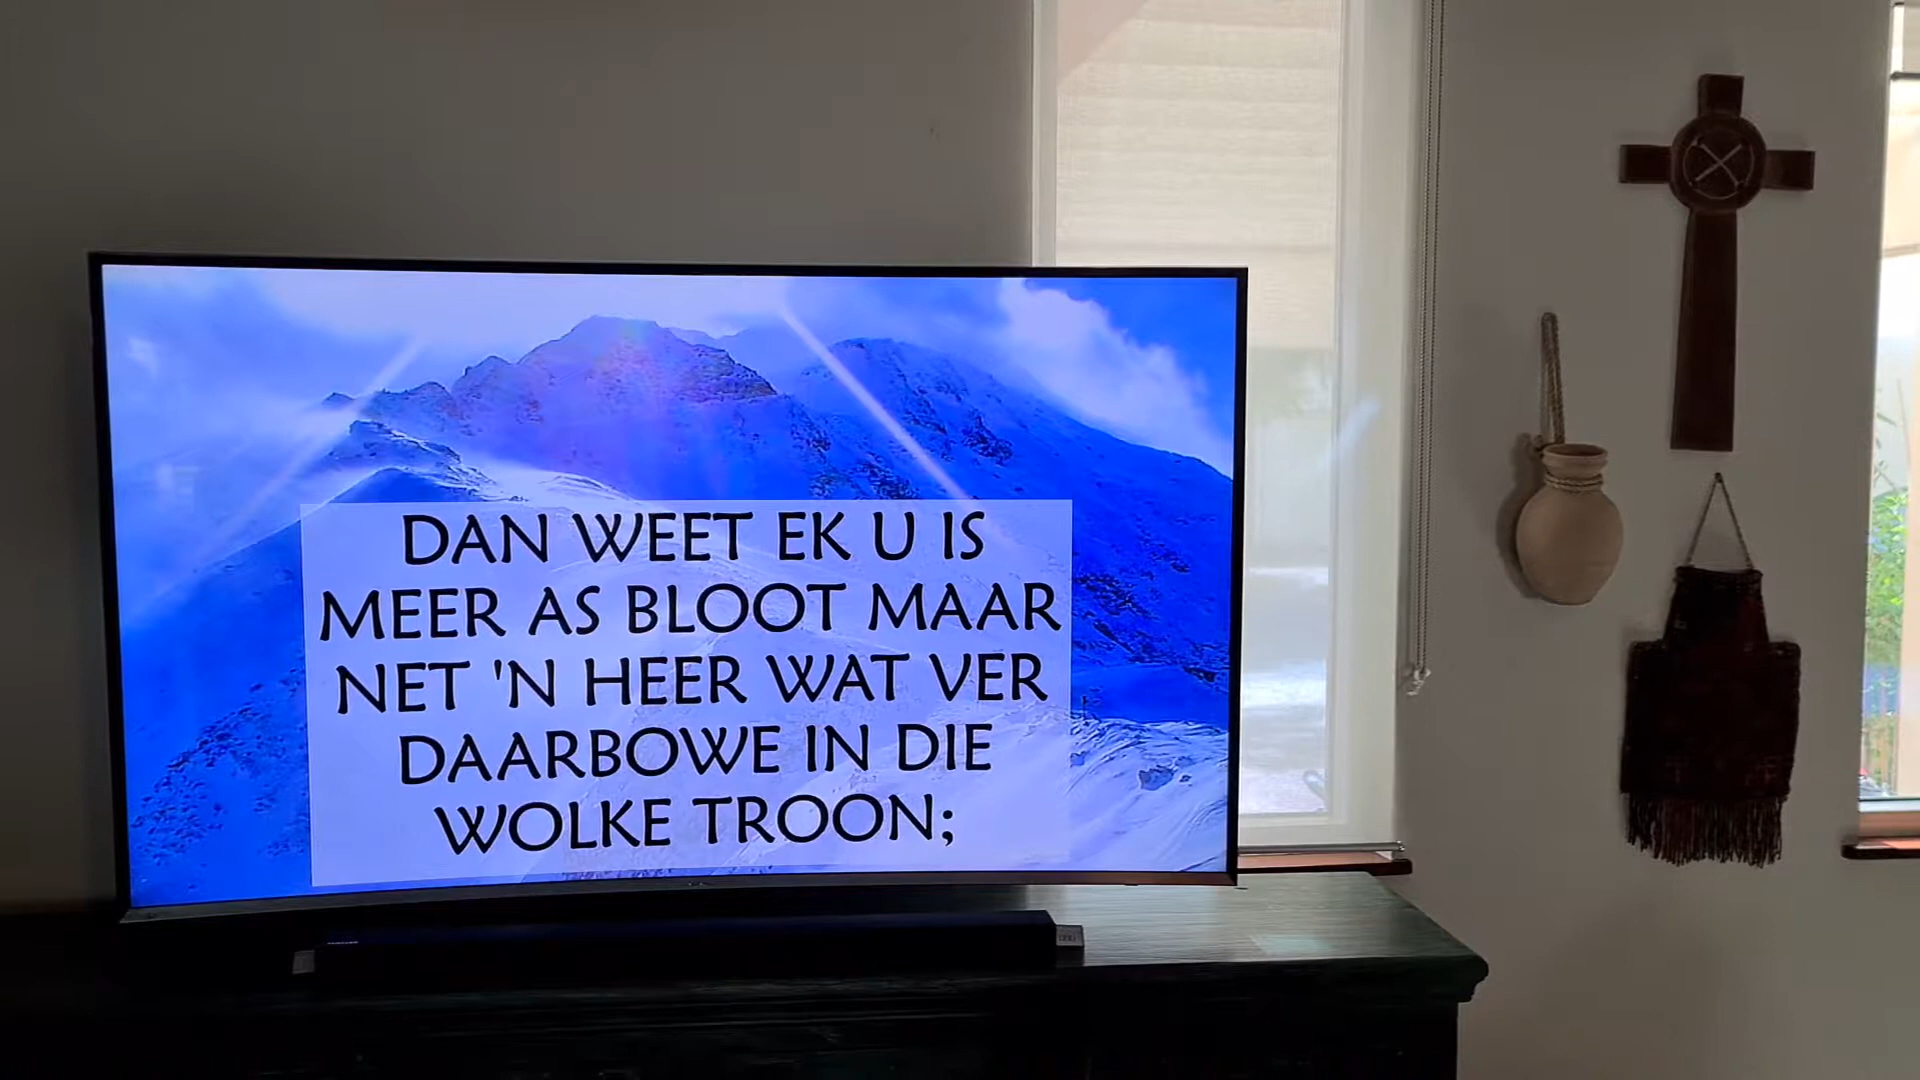 DAN WEET EK U IS
MEER AS BLOOT MAAR
NET 'N HEER WAT VER
DAARBOWE IN DIE
WOLKE TROON;